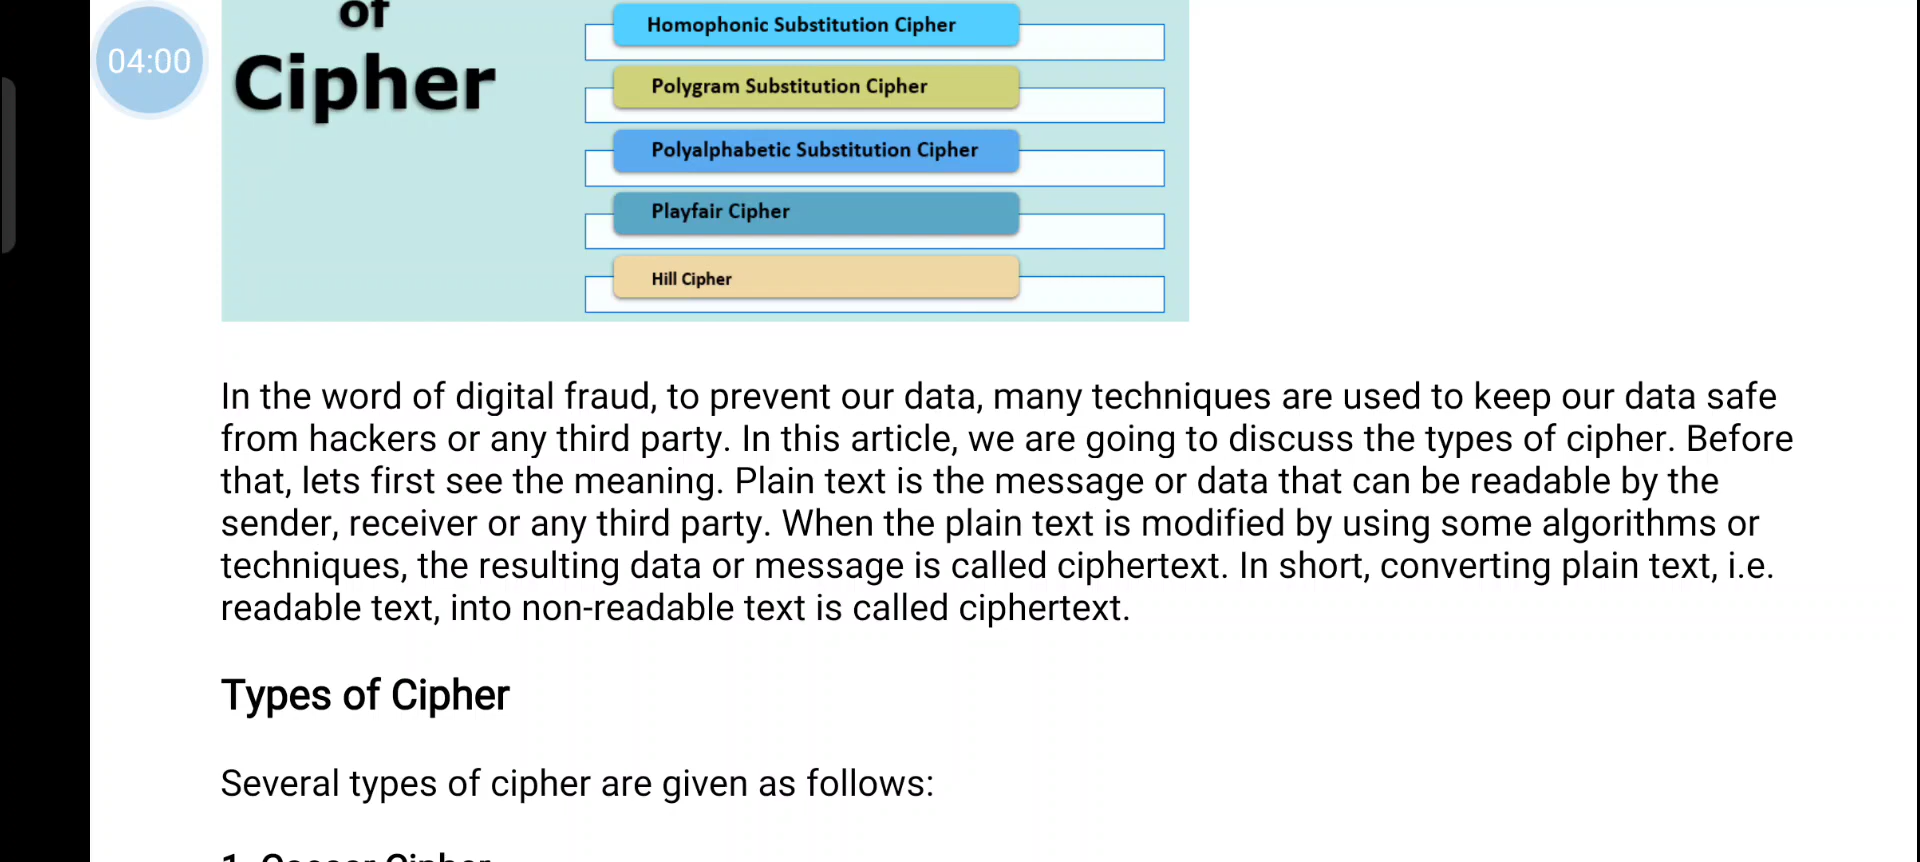 04:00
of
Cipher
Homophonic Substitution Cipher
Polygram Substitution Cipher
Polyalphabetic Substitution Cipher
Playfair Cipher
Hill Cipher
In the word of digital fraud, to prevent our data, many techniques are used to keep our data safe
from hackers or any third party. In this article, we are going to discuss the types of cipher. Before
that, lets first see the meaning. Plain text is the message or data that can be readable by the
sender, receiver or any third party. When the plain text is modified by using some algorithms or
techniques, the resulting data or message is called ciphertext. In short, converting plain text, i.e.
readable text, into non-readable text is called ciphertext.
Types of Cipher
Several types of cipher are given as follows:
1. Caesar Cipher